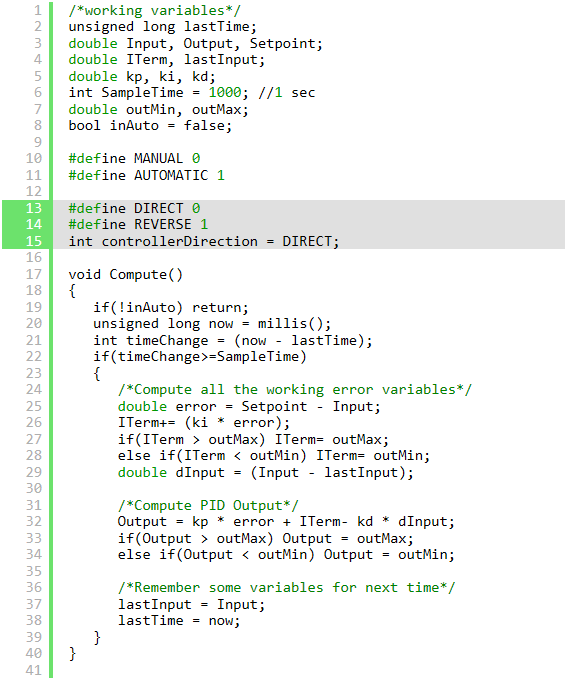 1 /*working variables*/
2 unsigned long lastTime;
3 double Input, Output, Setpoint;
4 double ITerm, lastInput;
5 double kp, ki, kd;
6 int SampleTime = 1000; //1 sec
7 double outMin, outMax;
8 bool inAuto = false;
9
10 #define MANUAL 0
11 #define AUTOMATIC 1
12
13 #define DIRECT 0
14 #define REVERSE 1
15 int controllerDirection = DIRECT;
16
17 void Compute()
18 {
19    if(!inAuto) return;
20    unsigned long now = millis();
21    int timeChange = (now - lastTime);
22    if(timeChange>=SampleTime)
23    {
24       /*Compute all the working error variables*/
25       double error = Setpoint - Input;
26       ITerm+= (ki * error);
27       if(ITerm > outMax) ITerm= outMax;
28       else if(ITerm < outMin) ITerm= outMin;
29       double dInput = (Input - lastInput);
30
31       /*Compute PID Output*/
32       Output = kp * error + ITerm- kd * dInput;
33       if(Output > outMax) Output = outMax;
34       else if(Output < outMin) Output = outMin;
35
36       /*Remember some variables for next time*/
37       lastInput = Input;
38       lastTime = now;
39    }
40 }
41